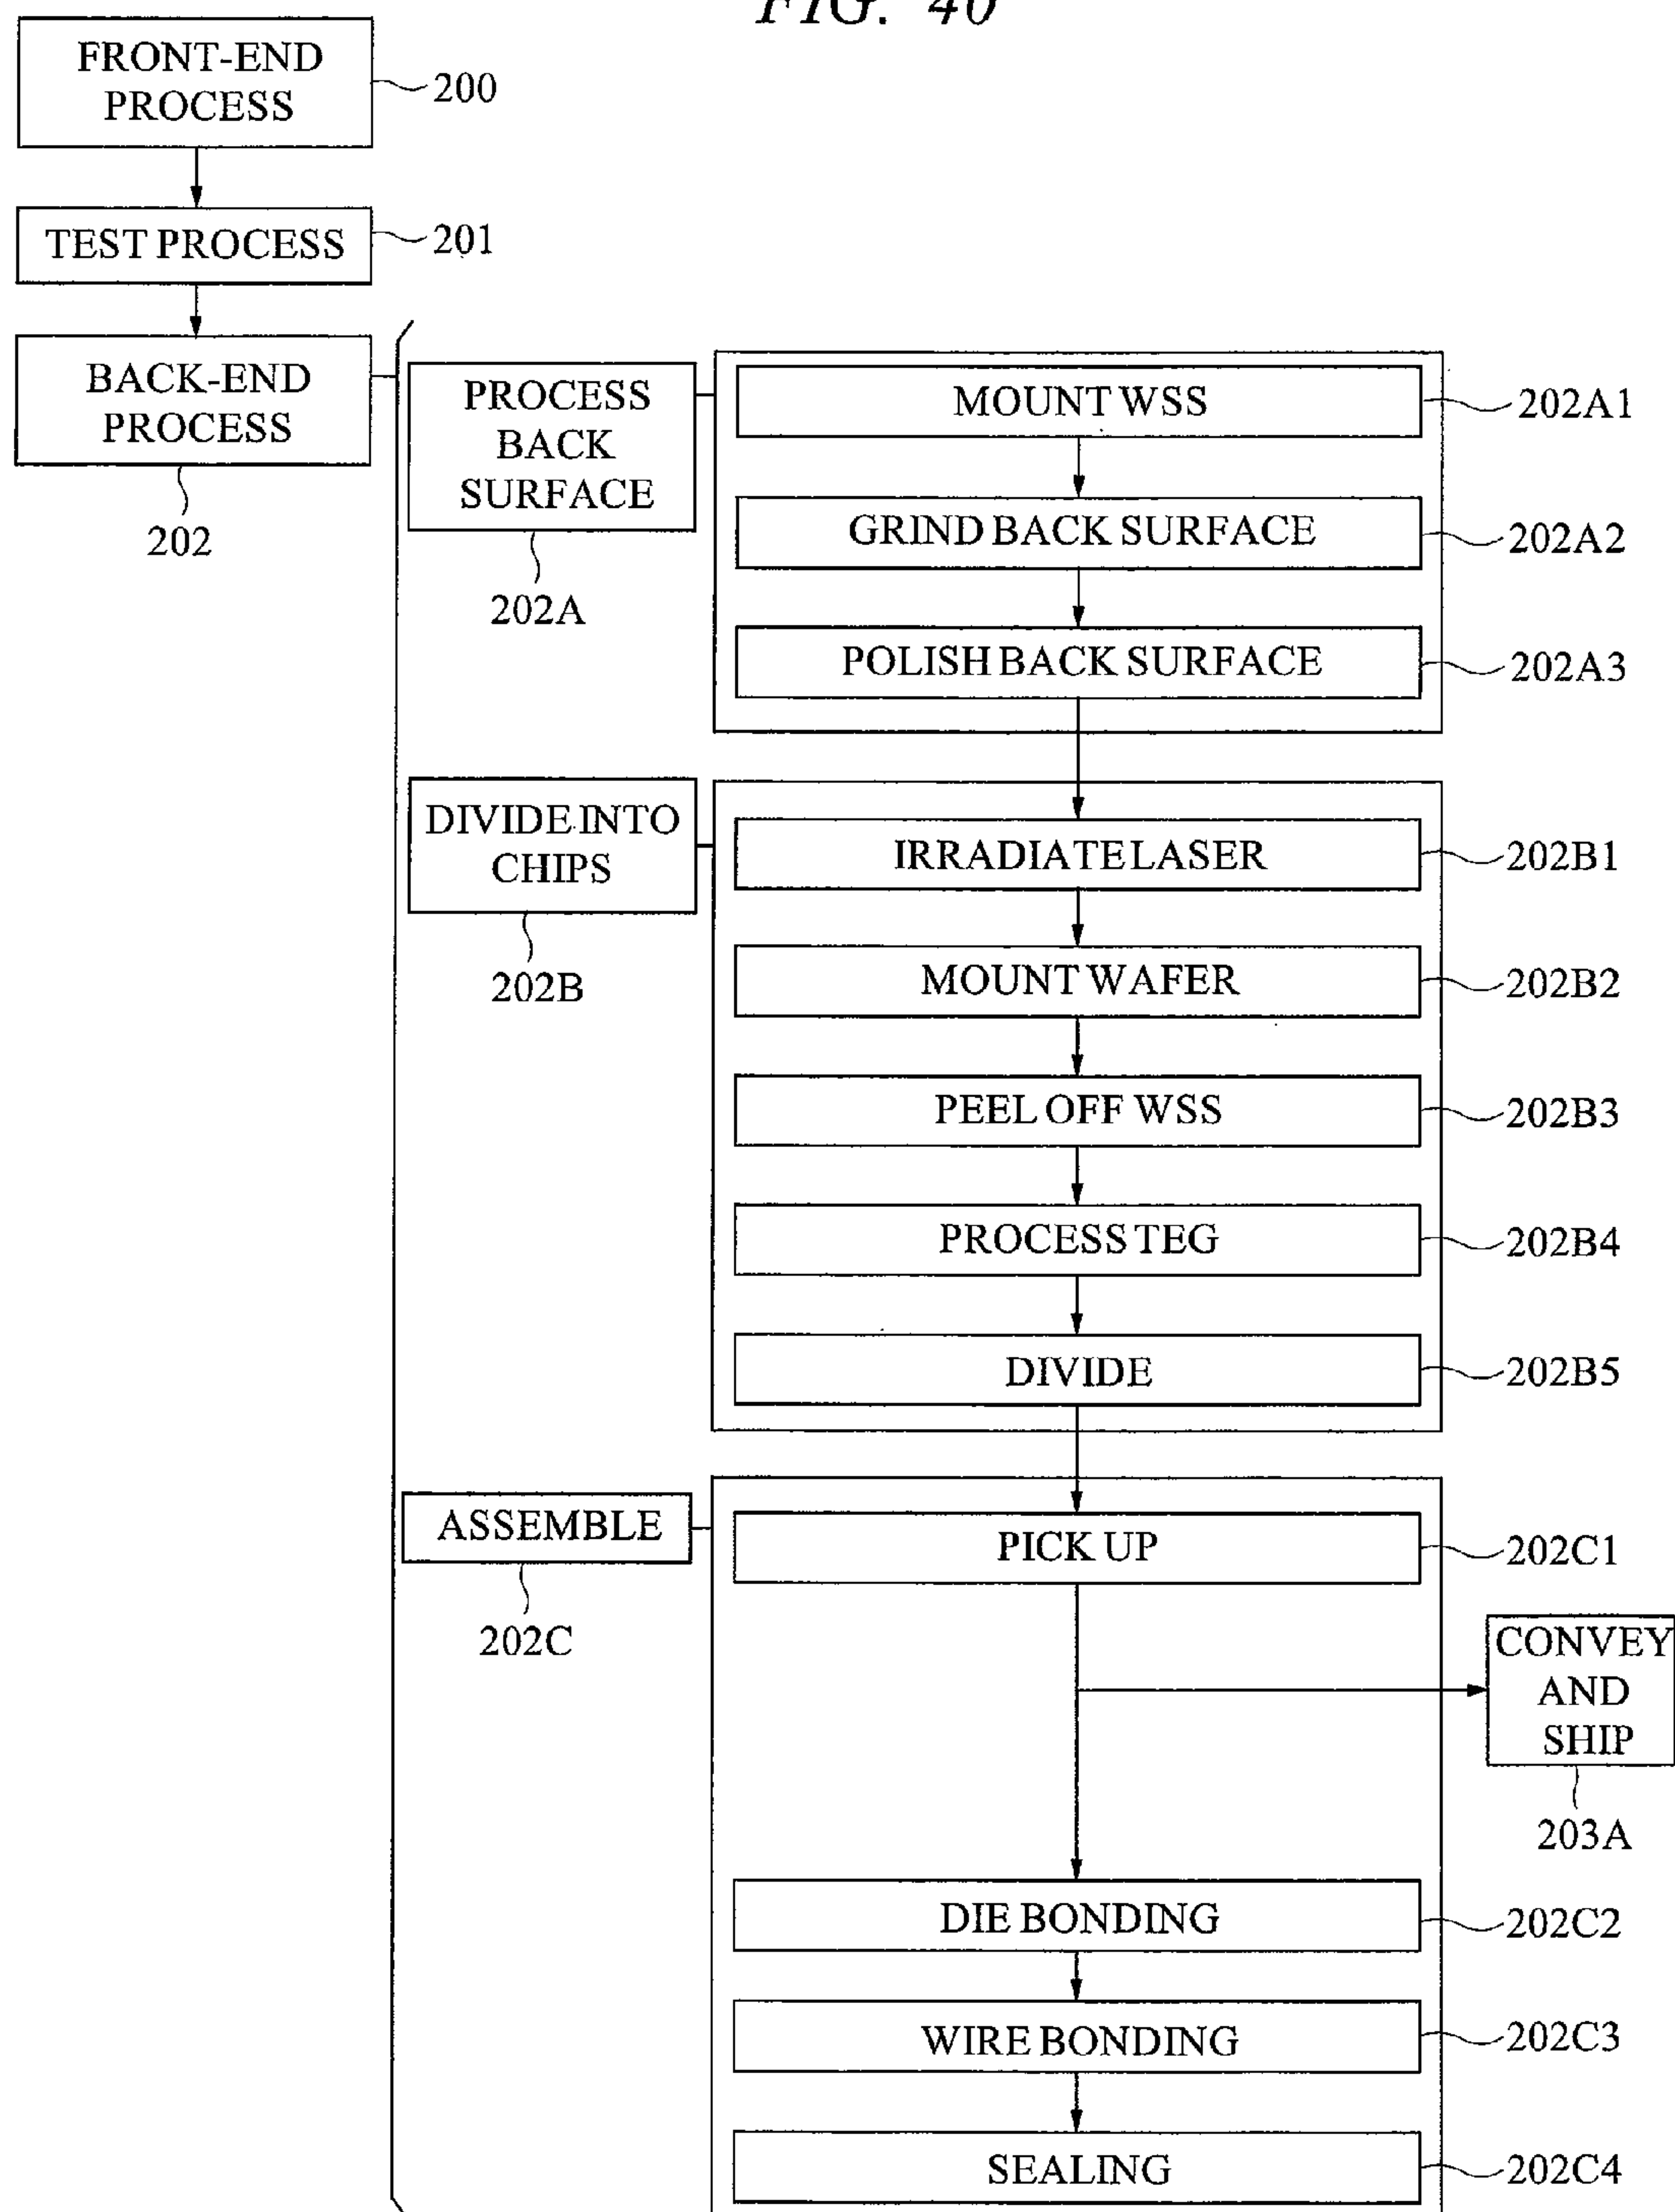 FIG. 40
FRONT-END
PROCESS
200
TEST PROCESS
201
BACK-END
PROCESS
202
PROCESS
BACK
SURFACE
202A
MOUNT WSS
202A1
GRIND BACK SURFACE
202A2
POLISH BACK SURFACE
202A3
DIVIDE INTO
CHIPS
202B
IRRADIATE LASER
202B1
MOUNT WAFER
202B2
PEEL OFF WSS
202B3
PROCESS TEG
202B4
DIVIDE
202B5
ASSEMBLE
202C
PICK UP
202C1
CONVEY
AND
SHIP
203A
DIE BONDING
202C2
WIRE BONDING
202C3
SEALING
202C4